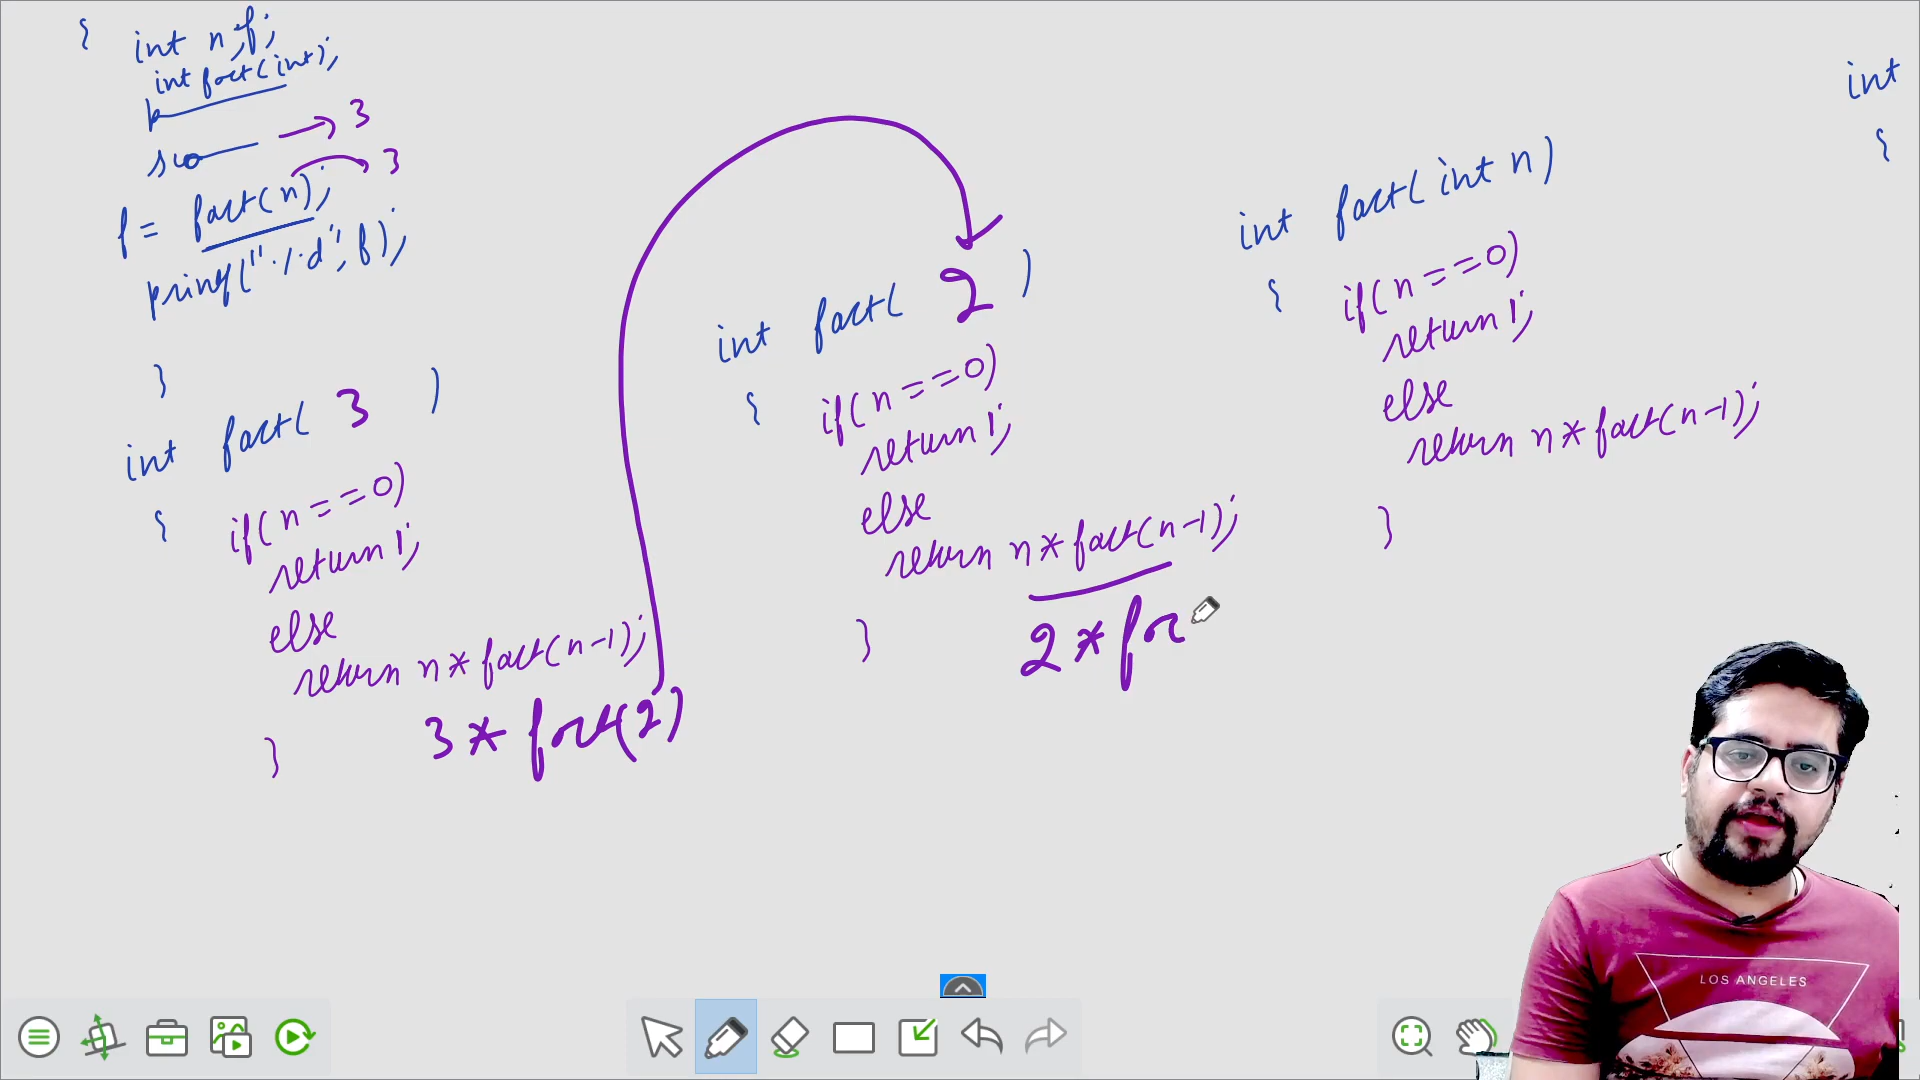 { int n,f;
int fact(int);
p
sc
→ 3
f = fact(n);
3
prinf("%d", f);
}
int fact( 3 )
{ if(n==0)
return 1;
else
return n*fact(n-1);
3 * fact(2)
}
int fact( 2 )
{ if(n==0)
return 1;
else
return n*fact(n-1);
2 * fac
}
int fact(int n)
{ if(n==0)
return 1;
else
return n*fact(n-1);
}
int
{
LOS ANGELES